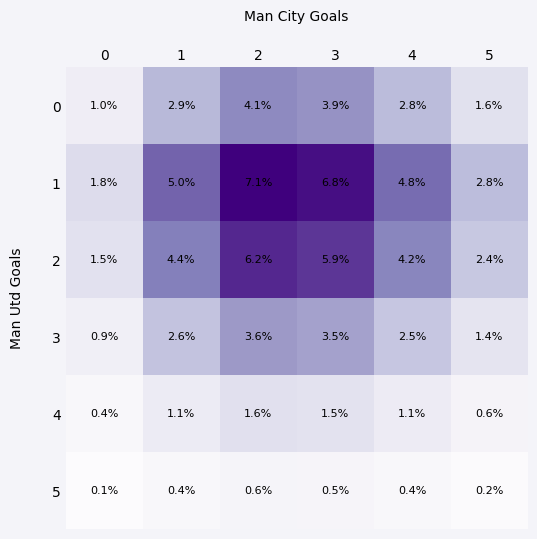 Man City Goals
0 1 2 3 4 5
0 1.0% 2.9% 4.1% 3.9% 2.8% 1.6%
1 1.8% 5.0% 7.1% 6.8% 4.8% 2.8%
2 1.5% 4.4% 6.2% 5.9% 4.2% 2.4%
Man Utd Goals
3 0.9% 2.6% 3.6% 3.5% 2.5% 1.4%
4 0.4% 1.1% 1.6% 1.5% 1.1% 0.6%
5 0.1% 0.4% 0.6% 0.5% 0.4% 0.2%